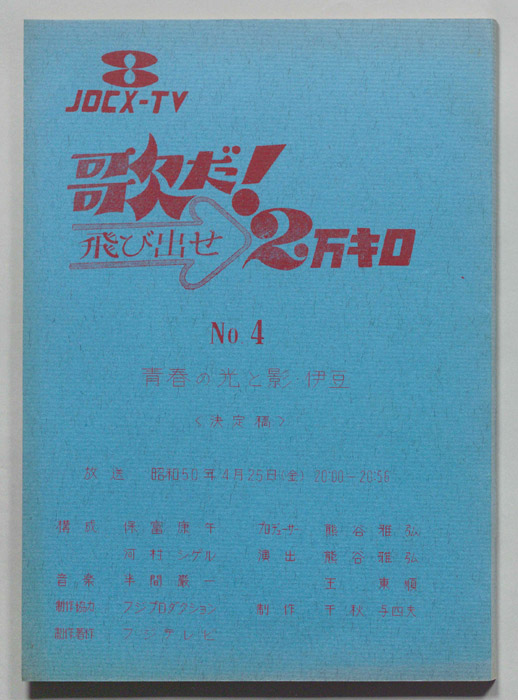 8
JOCX-TV
歌だ!
飛び出せ
2万キロ
No. 4
青春の光と影 伊豆
〈決定稿〉
放送 昭和50年4月25日(金) 20:00~20:56
構成 保富康午 プロデューサー 熊谷雅弘
河村シゲル 演出 熊谷雅弘
音楽 半間巌一 王東順
制作協力 フジプロダクション 制作 千秋与四夫
制作著作 フジテレビ